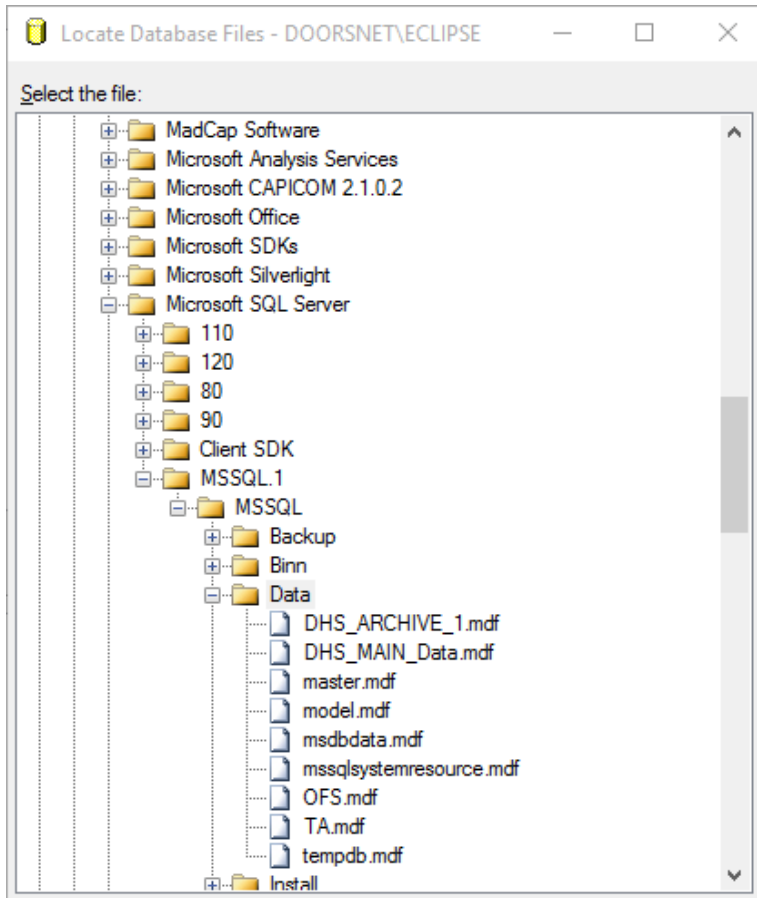 Locate Database Files - DOORSNET\ECLIPSE
Select the file:
MadCap Software
Microsoft Analysis Services
Microsoft CAPICOM 2.1.0.2
Microsoft Office
Microsoft SDKs
Microsoft Silverlight
Microsoft SQL Server
110
120
80
90
Client SDK
MSSQL.1
MSSQL
Backup
Binn
Data
DHS_ARCHIVE_1.mdf
DHS_MAIN_Data.mdf
master.mdf
model.mdf
msdbdata.mdf
mssqlsystemresource.mdf
OFS.mdf
TA.mdf
tempdb.mdf
Install